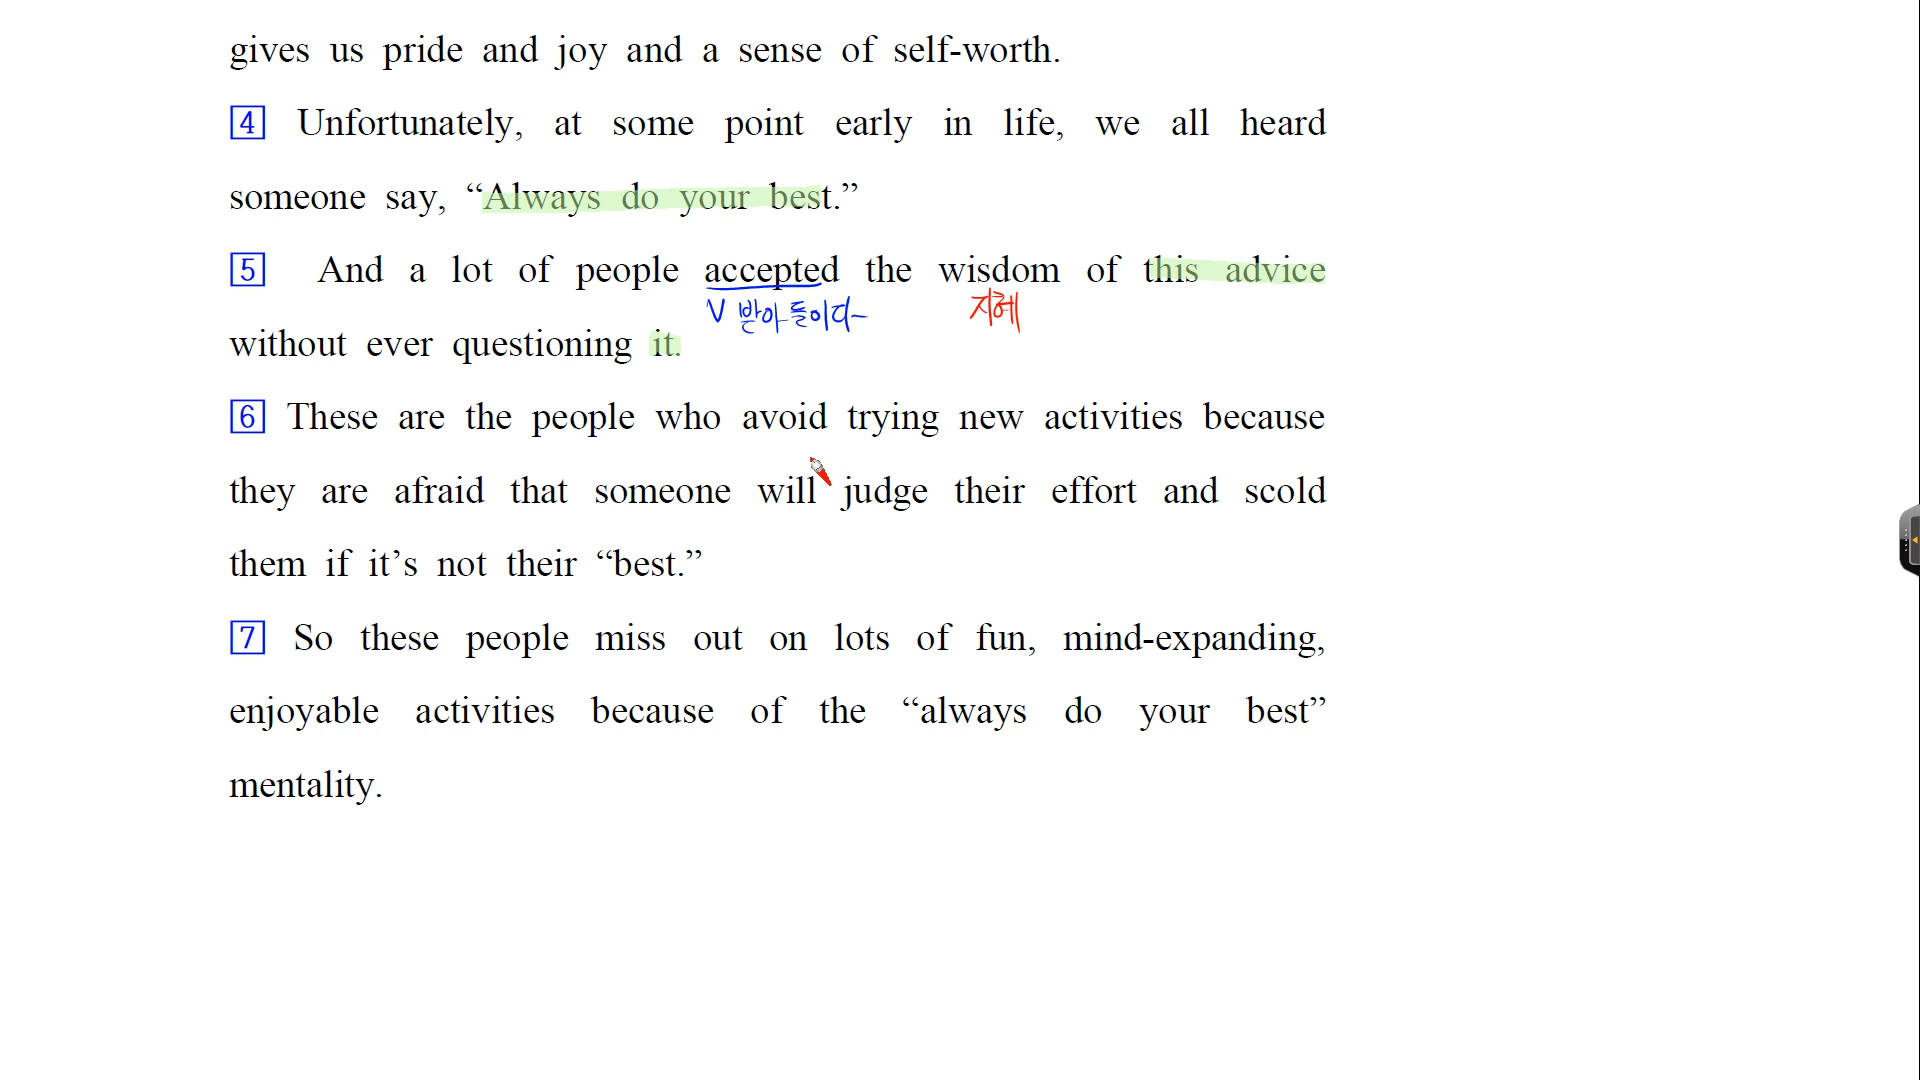 gives us pride and joy and a sense of self-worth.
4 Unfortunately, at some point early in life, we all heard
someone say, “Always do your best.”
5 And a lot of people accepted the wisdom of this advice
V 받아들이다 지혜
without ever questioning it.
6 These are the people who avoid trying new activities because
they are afraid that someone will judge their effort and scold
them if it’s not their “best.”
7 So these people miss out on lots of fun, mind-expanding,
enjoyable activities because of the “always do your best”
mentality.